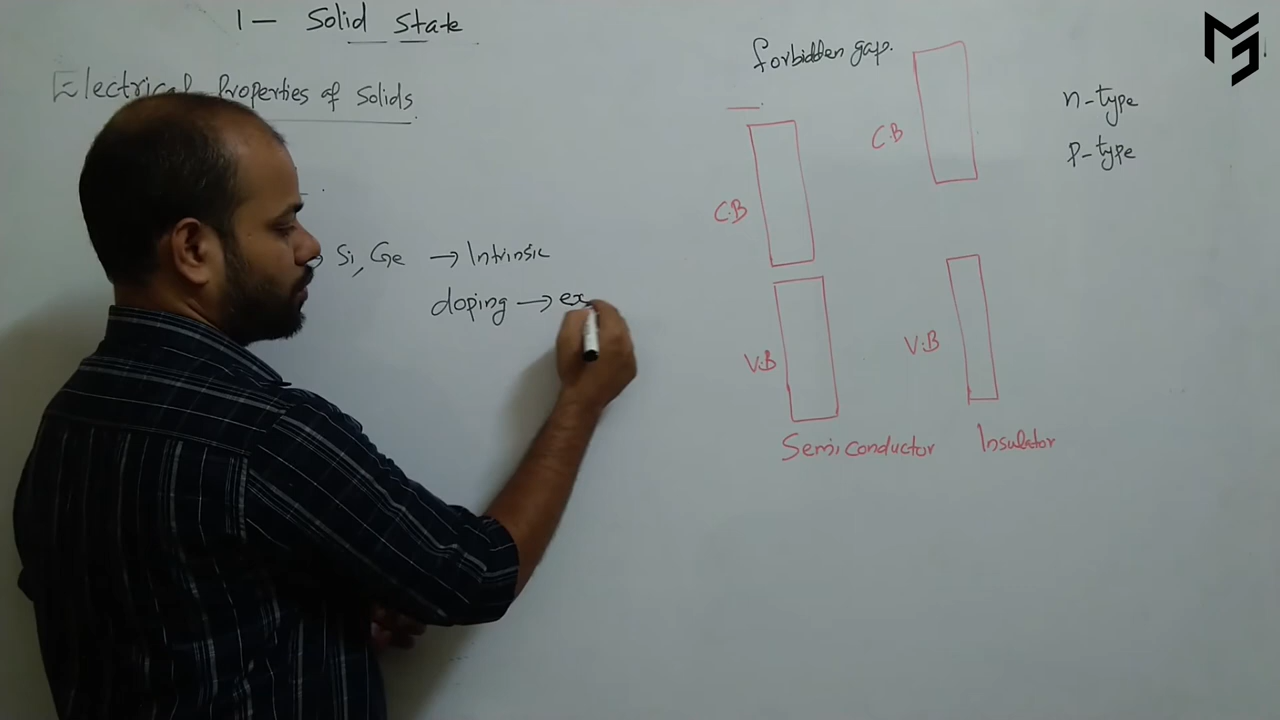 1 — Solid State
Electrical Properties of Solids
Si, Ge → Intrinsic
doping → ex
forbidden gap.
C.B
V.B
Semiconductor
C.B
V.B
Insulator
n-type
p-type